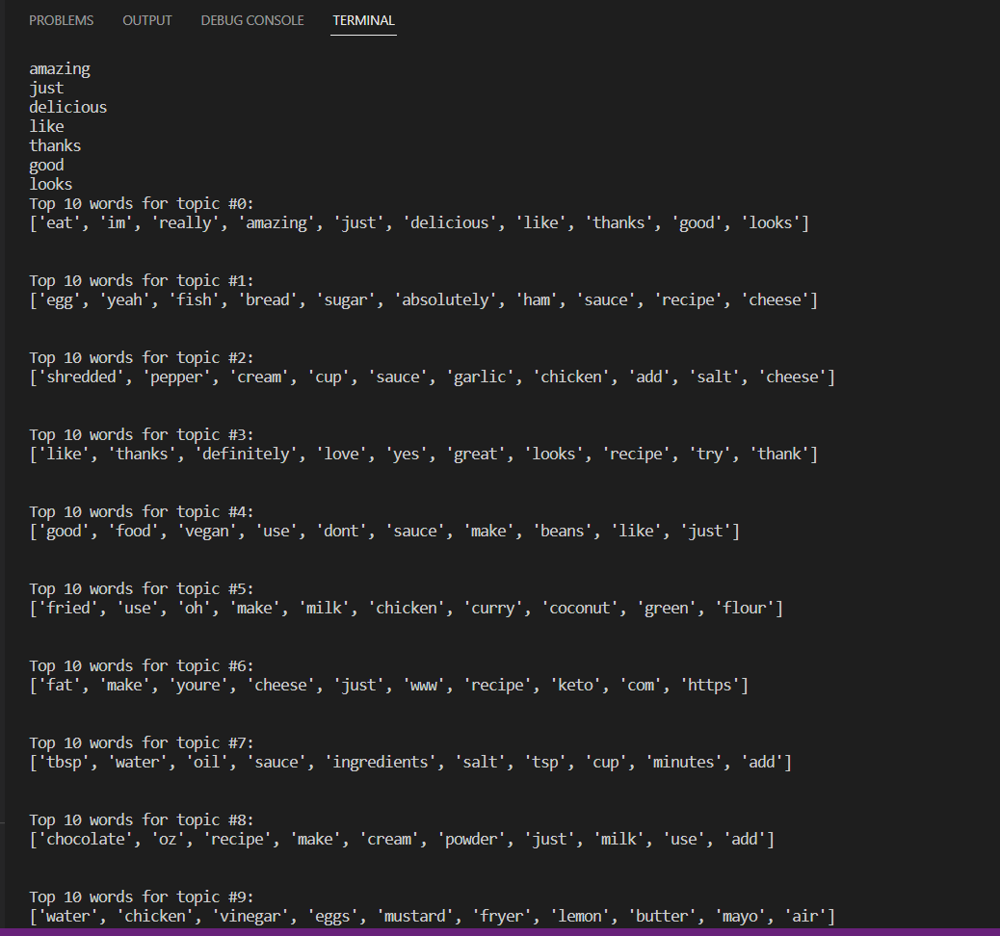 PROBLEMS OUTPUT DEBUG CONSOLE TERMINAL
amazing
just
delicious
like
thanks
good
looks
Top 10 words for topic #0:
['eat', 'im', 'really', 'amazing', 'just', 'delicious', 'like', 'thanks', 'good', 'looks']
Top 10 words for topic #1:
['egg', 'yeah', 'fish', 'bread', 'sugar', 'absolutely', 'ham', 'sauce', 'recipe', 'cheese']
Top 10 words for topic #2:
['shredded', 'pepper', 'cream', 'cup', 'sauce', 'garlic', 'chicken', 'add', 'salt', 'cheese']
Top 10 words for topic #3:
['like', 'thanks', 'definitely', 'love', 'yes', 'great', 'looks', 'recipe', 'try', 'thank']
Top 10 words for topic #4:
['good', 'food', 'vegan', 'use', 'dont', 'sauce', 'make', 'beans', 'like', 'just']
Top 10 words for topic #5:
['fried', 'use', 'oh', 'make', 'milk', 'chicken', 'curry', 'coconut', 'green', 'flour']
Top 10 words for topic #6:
['fat', 'make', 'youre', 'cheese', 'just', 'www', 'recipe', 'keto', 'com', 'https']
Top 10 words for topic #7:
['tbsp', 'water', 'oil', 'sauce', 'ingredients', 'salt', 'tsp', 'cup', 'minutes', 'add']
Top 10 words for topic #8:
['chocolate', 'oz', 'recipe', 'make', 'cream', 'powder', 'just', 'milk', 'use', 'add']
Top 10 words for topic #9:
['water', 'chicken', 'vinegar', 'eggs', 'mustard', 'fryer', 'lemon', 'butter', 'mayo', 'air']